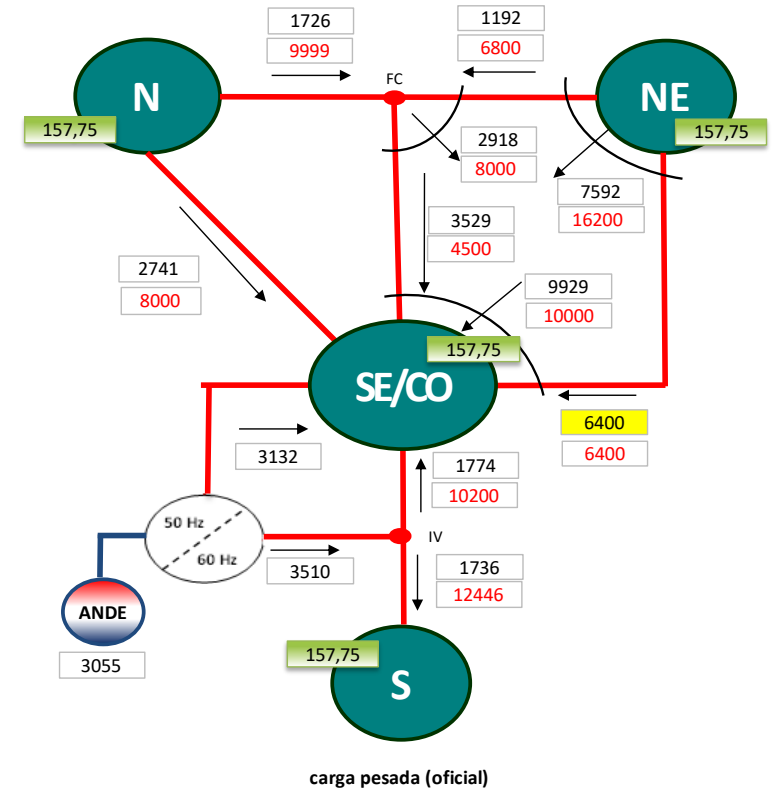 1726
9999
1192
6800
FC
N
NE
157,75
157,75
2918
8000
7592
16200
3529
4500
2741
8000
9929
10000
157,75
SE/CO
6400
6400
3132
1774
10200
50 Hz
60 Hz
IV
3510
1736
12446
ANDE
3055
157,75
S
carga pesada (oficial)